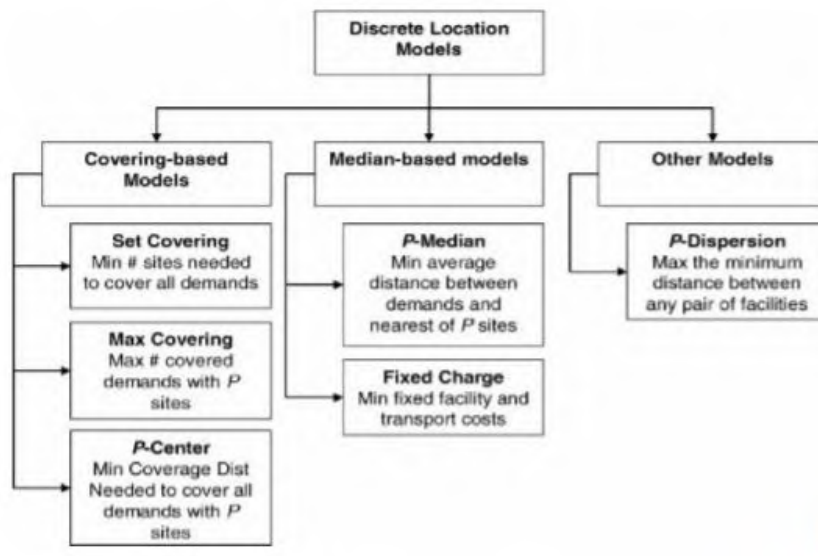 Discrete Location
Models
Covering-based
Models
Median-based models
Other Models
Set Covering
Min # sites needed
to cover all demands
Max Covering
Max # covered
demands with P
sites
P-Center
Min Coverage Dist
Needed to cover all
demands with P
sites
P-Median
Min average
distance between
demands and
nearest of P sites
Fixed Charge
Min fixed facility and
transport costs
P-Dispersion
Max the minimum
distance between
any pair of facilities